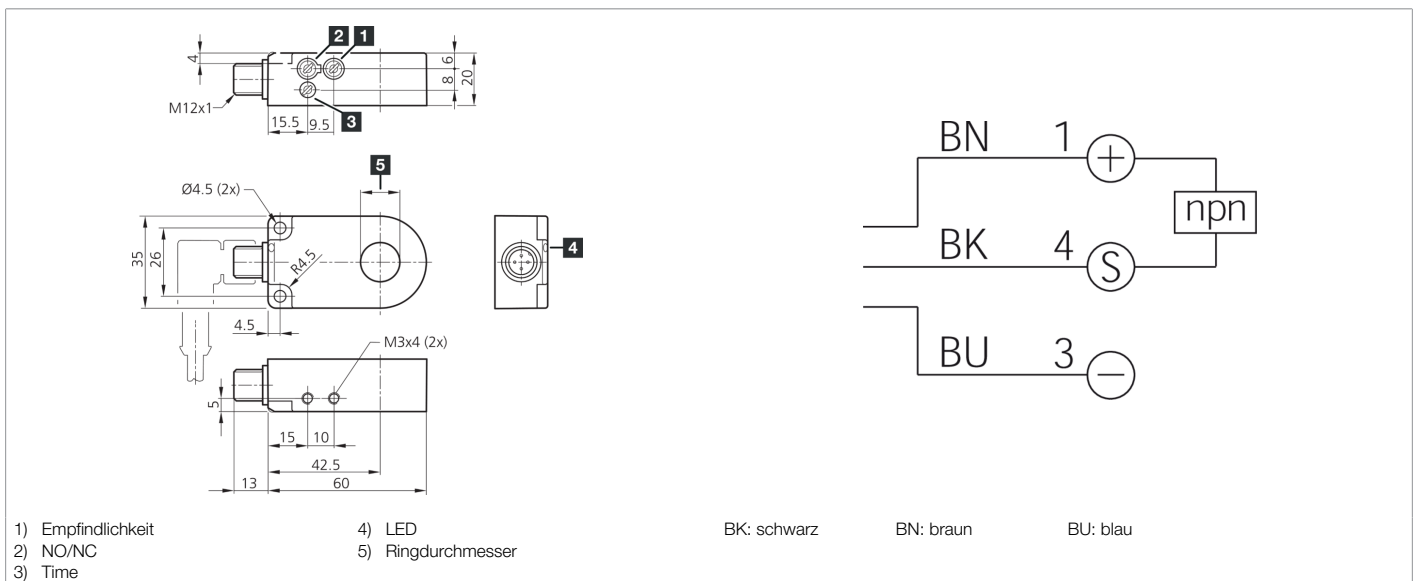 2 1
4
6
8
20
M12x1
15.5 9.5 3
5
Ø4.5 (2x)
35
26
R4.5
4
4.5
M3x4 (2x)
5
15 10
42.5
13 60
BN 1 +
npn
BK 4 S
BU 3 −
1) Empfindlichkeit
2) NO/NC
3) Time
4) LED
5) Ringdurchmesser
BK: schwarz BN: braun BU: blau